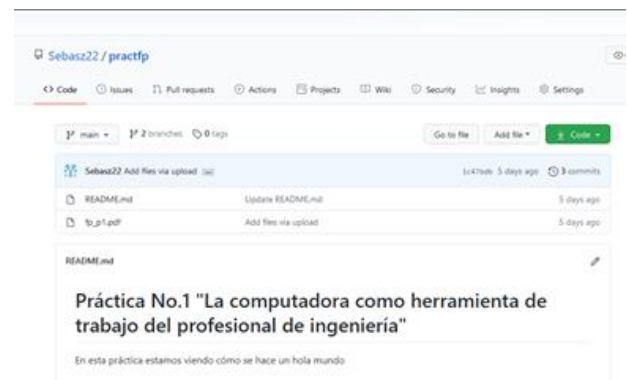 Sebasz22 / practfp
<> Code Issues Pull requests Actions Projects Wiki Security Insights Settings
main 2 branches 0 tags Go to file Add file Code
Sebasz22 Add files via upload 5 days ago 3 commits
README.md Update README.md 5 days ago
fp_p1.pdf Add files via upload 5 days ago
README.md
Práctica No.1 "La computadora como herramienta de
trabajo del profesional de ingeniería"
En esta práctica estamos viendo cómo se hace un hola mundo